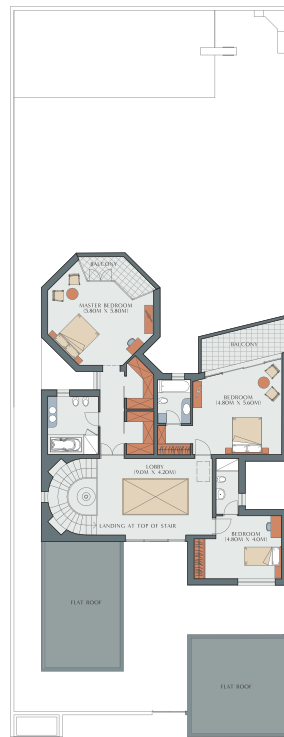 BALCONY
MASTER BEDROOM
(5.80M X 5.80M)
BALCONY
BEDROOM
(4.80M X 5.60M)
LOBBY
(9.0M X 4.20M)
LANDING AT TOP OF STAIR
BEDROOM
(4.80M X 4.0M)
FLAT ROOF
FLAT ROOF